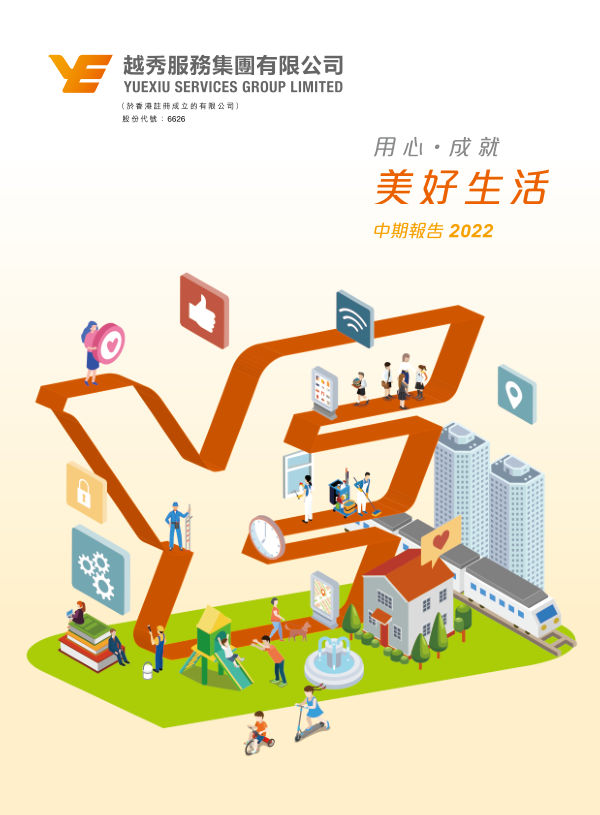 越秀服務集團有限公司
YUEXIU SERVICES GROUP LIMITED
(於香港註冊成立的有限公司)
股份代號：6626
用心·成就
美好生活
中期報告 2022